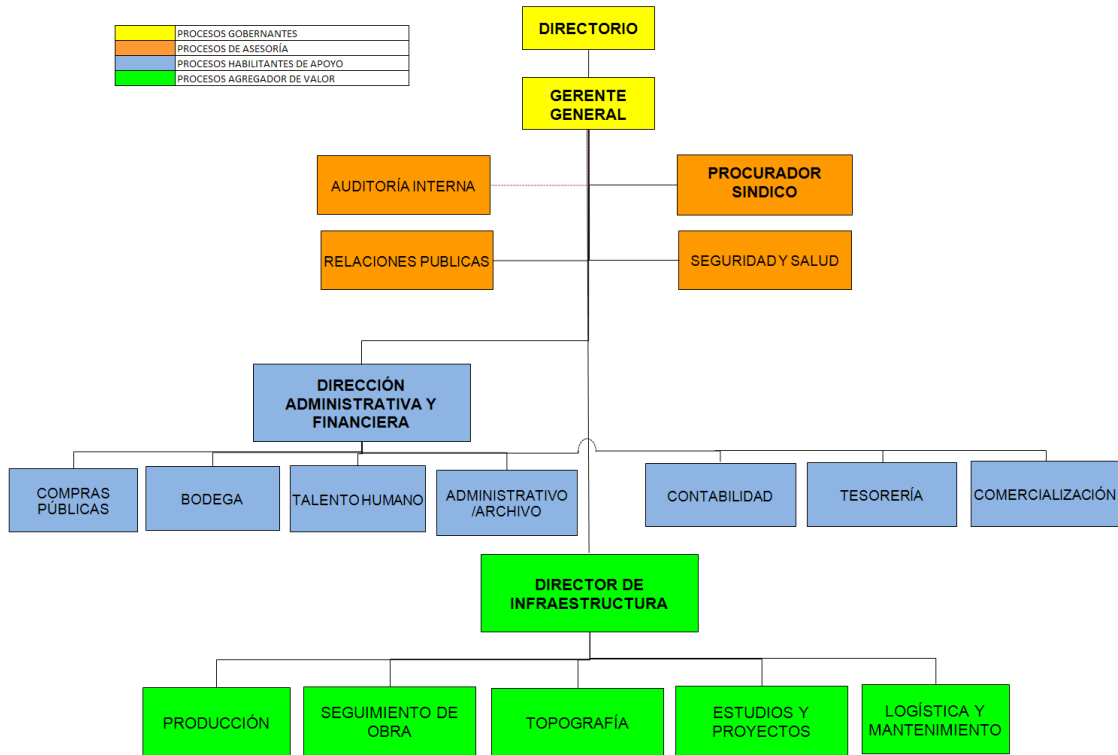 PROCESOS GOBERNANTES
PROCESOS DE ASESORÍA
PROCESOS HABILITANTES DE APOYO
PROCESOS AGREGADOR DE VALOR
DIRECTORIO
GERENTE
GENERAL
AUDITORÍA INTERNA
PROCURADOR
SINDICO
RELACIONES PUBLICAS
SEGURIDAD Y SALUD
DIRECCIÓN
ADMINISTRATIVA Y
FINANCIERA
COMPRAS
PÚBLICAS
BODEGA
TALENTO HUMANO
ADMINISTRATIVO
/ARCHIVO
CONTABILIDAD
TESORERÍA
COMERCIALIZACIÓN
DIRECTOR DE
INFRAESTRUCTURA
PRODUCCIÓN
SEGUIMIENTO DE
OBRA
TOPOGRAFÍA
ESTUDIOS Y
PROYECTOS
LOGÍSTICA Y
MANTENIMIENTO